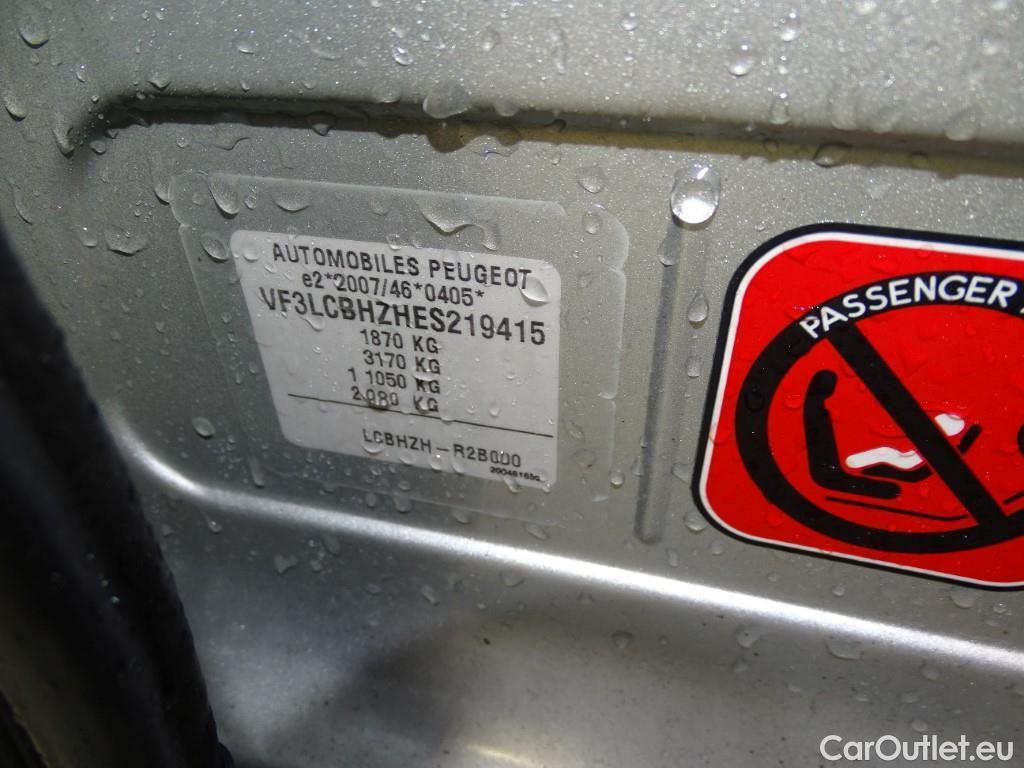 AUTOMOBILES PEUGEOT
e2*2007/46*0405*
VF3LCBHZHES219415
1870 KG
3170 KG
1 1050 KG
2 080 KG
LCBHZH-R2B000
PASSENGER
CarOutlet.eu